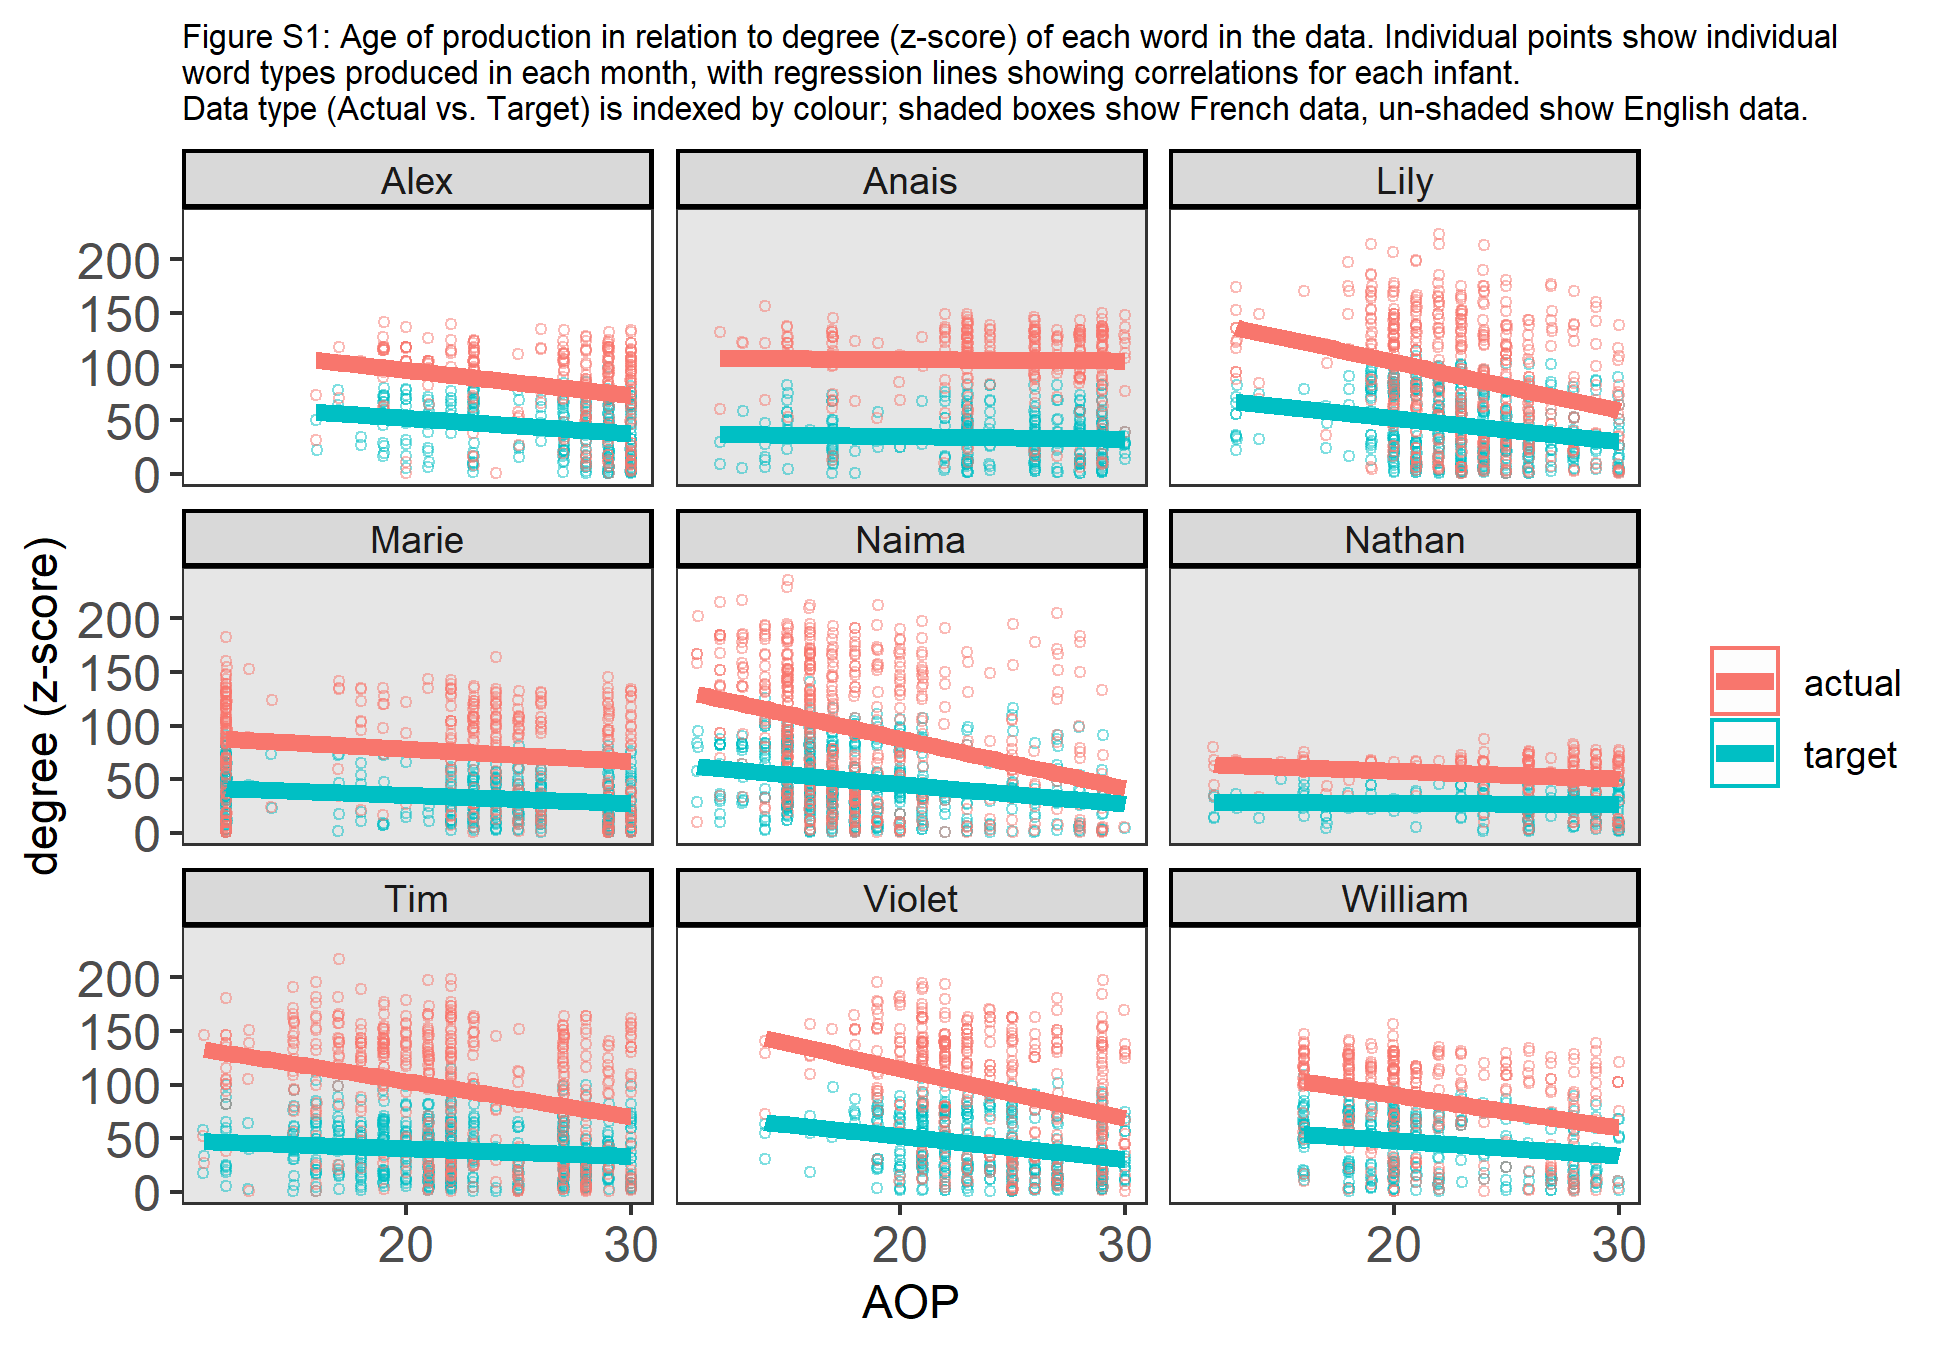 Figure S1: Age of production in relation to degree (z-score) of each word in the data. Individual points show individual
word types produced in each month, with regression lines showing correlations for each infant.
Data type (Actual vs. Target) is indexed by colour; shaded boxes show French data, un-shaded show English data.
Alex
Anais
Lily
200
150
100
50
0
Marie
Naima
Nathan
200
150
100
50
0
degree (z-score)
actual
target
Tim
Violet
William
200
150
100
50
0
20
30
20
30
20
30
AOP